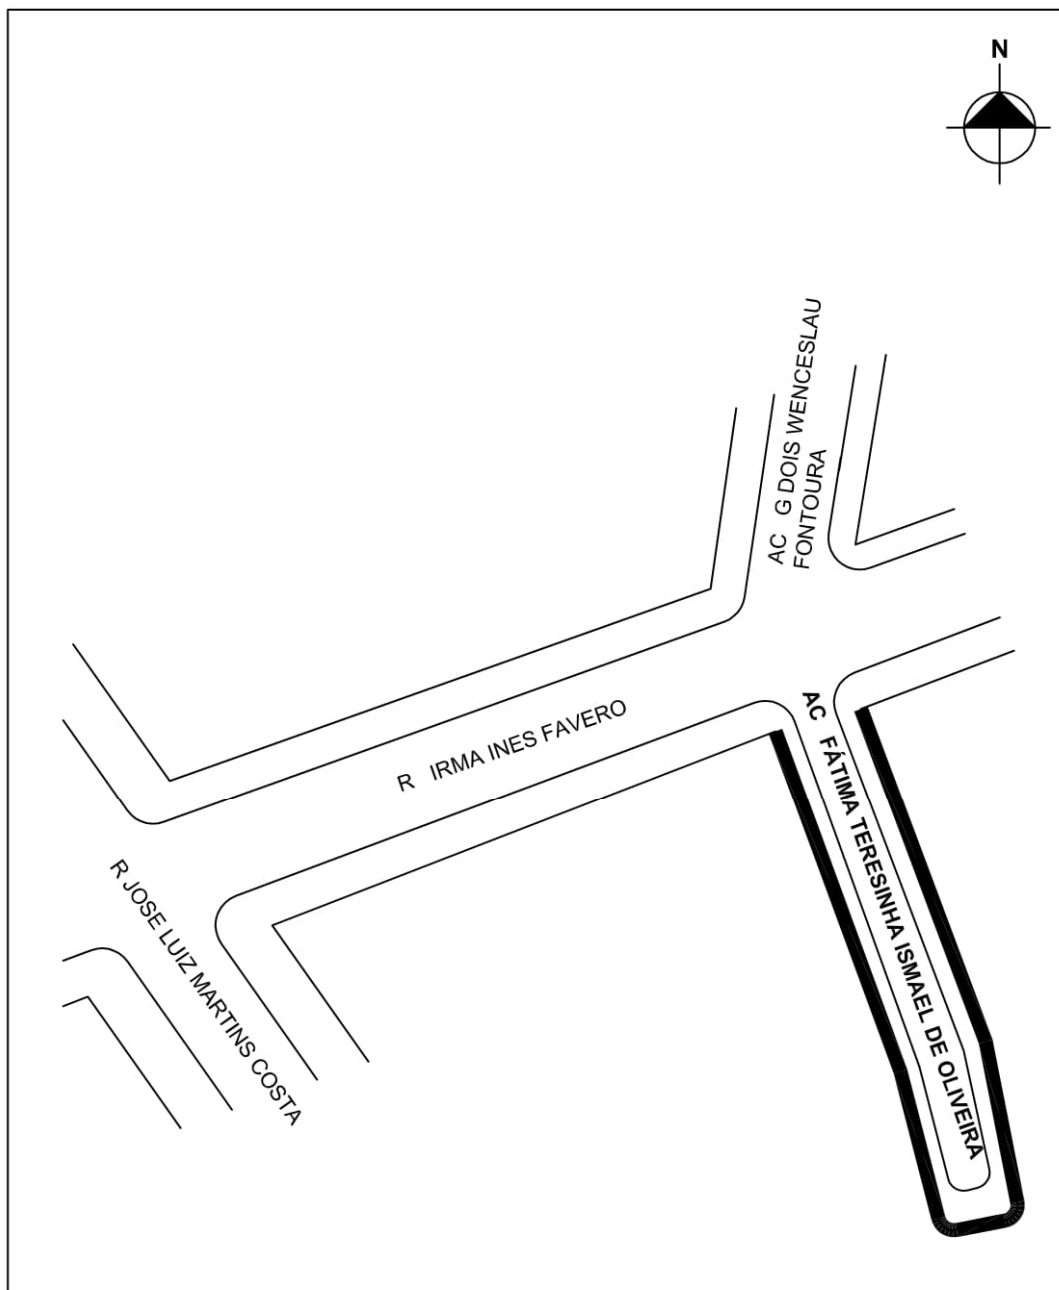 N
AC G DOIS WENCESLAU
FONTOURA
R IRMA INES FAVERO
AC FÁTIMA TERESINHA ISMAEL DE OLIVEIRA
R JOSE LUIZ MARTINS COSTA